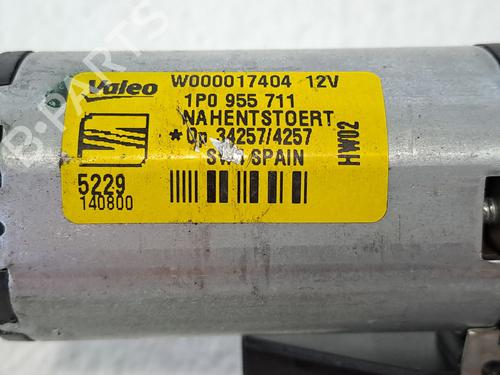 Valeo W000017404 12V
1P0 955 711
NAHENTSTOERT
* Op 34257/4257
SPAIN
HW02
5229
140800
B-PARTS